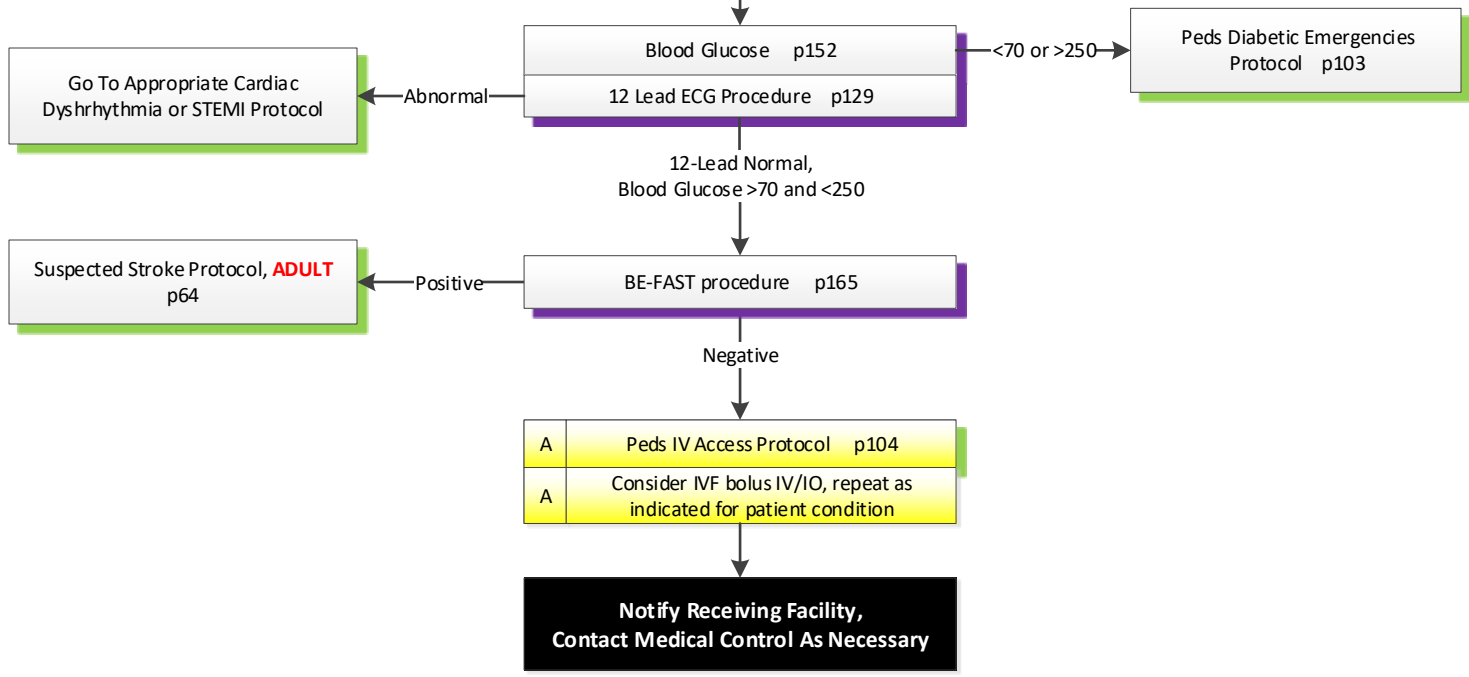 Blood Glucose p152
<70 or >250
Peds Diabetic Emergencies
Protocol p103
Go To Appropriate Cardiac
Dyshrhythmia or STEMI Protocol
Abnormal
12 Lead ECG Procedure p129
12-Lead Normal,
Blood Glucose >70 and <250
Suspected Stroke Protocol, ADULT
p64
Positive
BE-FAST procedure p165
Negative
A Peds IV Access Protocol p104
A Consider IVF bolus IV/IO, repeat as
indicated for patient condition
Notify Receiving Facility,
Contact Medical Control As Necessary